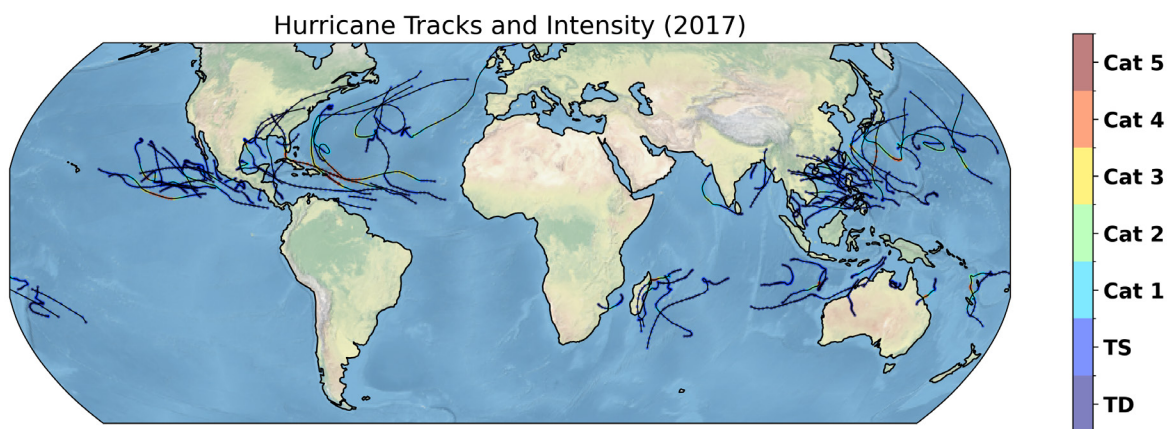 Hurricane Tracks and Intensity (2017)
Cat 5
Cat 4
Cat 3
Cat 2
Cat 1
TS
TD